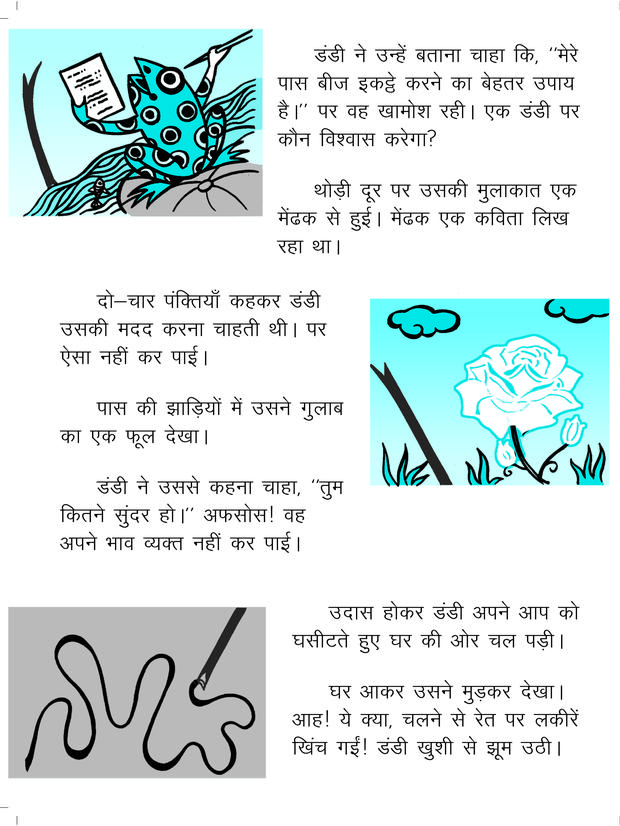 डंडी ने उन्हें बताना चाहा कि, “मेरे
पास बीज इकट्ठे करने का बेहतर उपाय
है।” पर वह खामोश रही। एक डंडी पर
कौन विश्वास करेगा?
थोड़ी दूर पर उसकी मुलाकात एक
मेंढक से हुई। मेंढक एक कविता लिख
रहा था।
दो–चार पंक्तियाँ कहकर डंडी
उसकी मदद करना चाहती थी। पर
ऐसा नहीं कर पाई।
पास की झाड़ियों में उसने गुलाब
का एक फूल देखा।
डंडी ने उससे कहना चाहा, “तुम
कितने सुंदर हो।” अफसोस! वह
अपने भाव व्यक्त नहीं कर पाई।
उदास होकर डंडी अपने आप को
घसीटते हुए घर की ओर चल पड़ी।
घर आकर उसने मुड़कर देखा।
आह! ये क्या, चलने से रेत पर लकीरें
खिंच गईं! डंडी खुशी से झूम उठी।